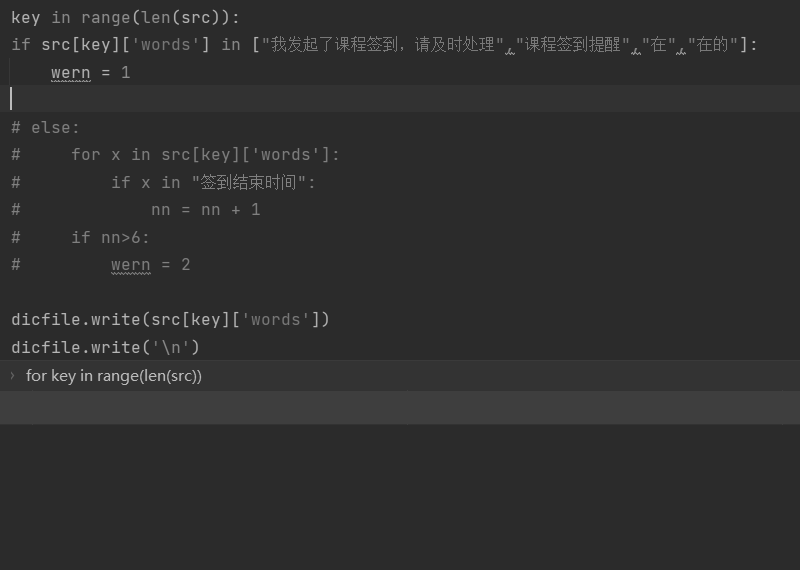 key in range(len(src)):
if src[key]['words'] in ["我发起了课程签到，请及时处理","课程签到提醒","在","在的"]:
    wern = 1
# else:
#     for x in src[key]['words']:
#         if x in "签到结束时间":
#             nn = nn + 1
#     if nn>6:
#         wern = 2
dicfile.write(src[key]['words'])
dicfile.write('\n')
› for key in range(len(src))